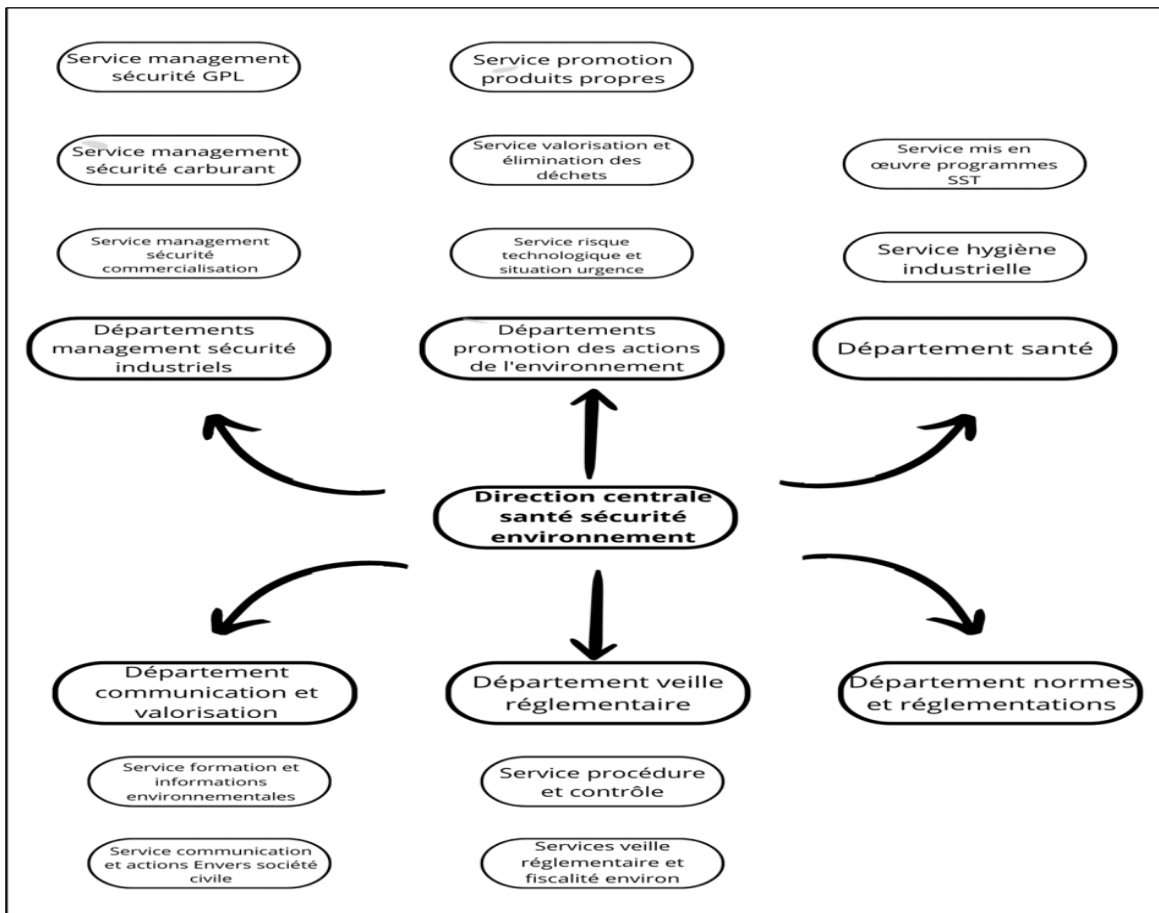 Service management
sécurité GPL
Service promotion
produits propres
Service management
sécurité carburant
Service valorisation et
élimination des
déchets
Service mis en
œuvre programmes
SST
Service management
sécurité
commercialisation
Service risque
technologique et
situation urgence
Service hygiène
industrielle
Départements
management sécurité
industriels
Départements
promotion des actions
de l'environnement
Département santé
Direction centrale
santé sécurité
environnement
Département
communication et
valorisation
Département veille
réglementaire
Département normes
et réglementations
Service formation et
informations
environnementales
Service procédure
et contrôle
Service communication
et actions Envers société
civile
Services veille
réglementaire et
fiscalité environ